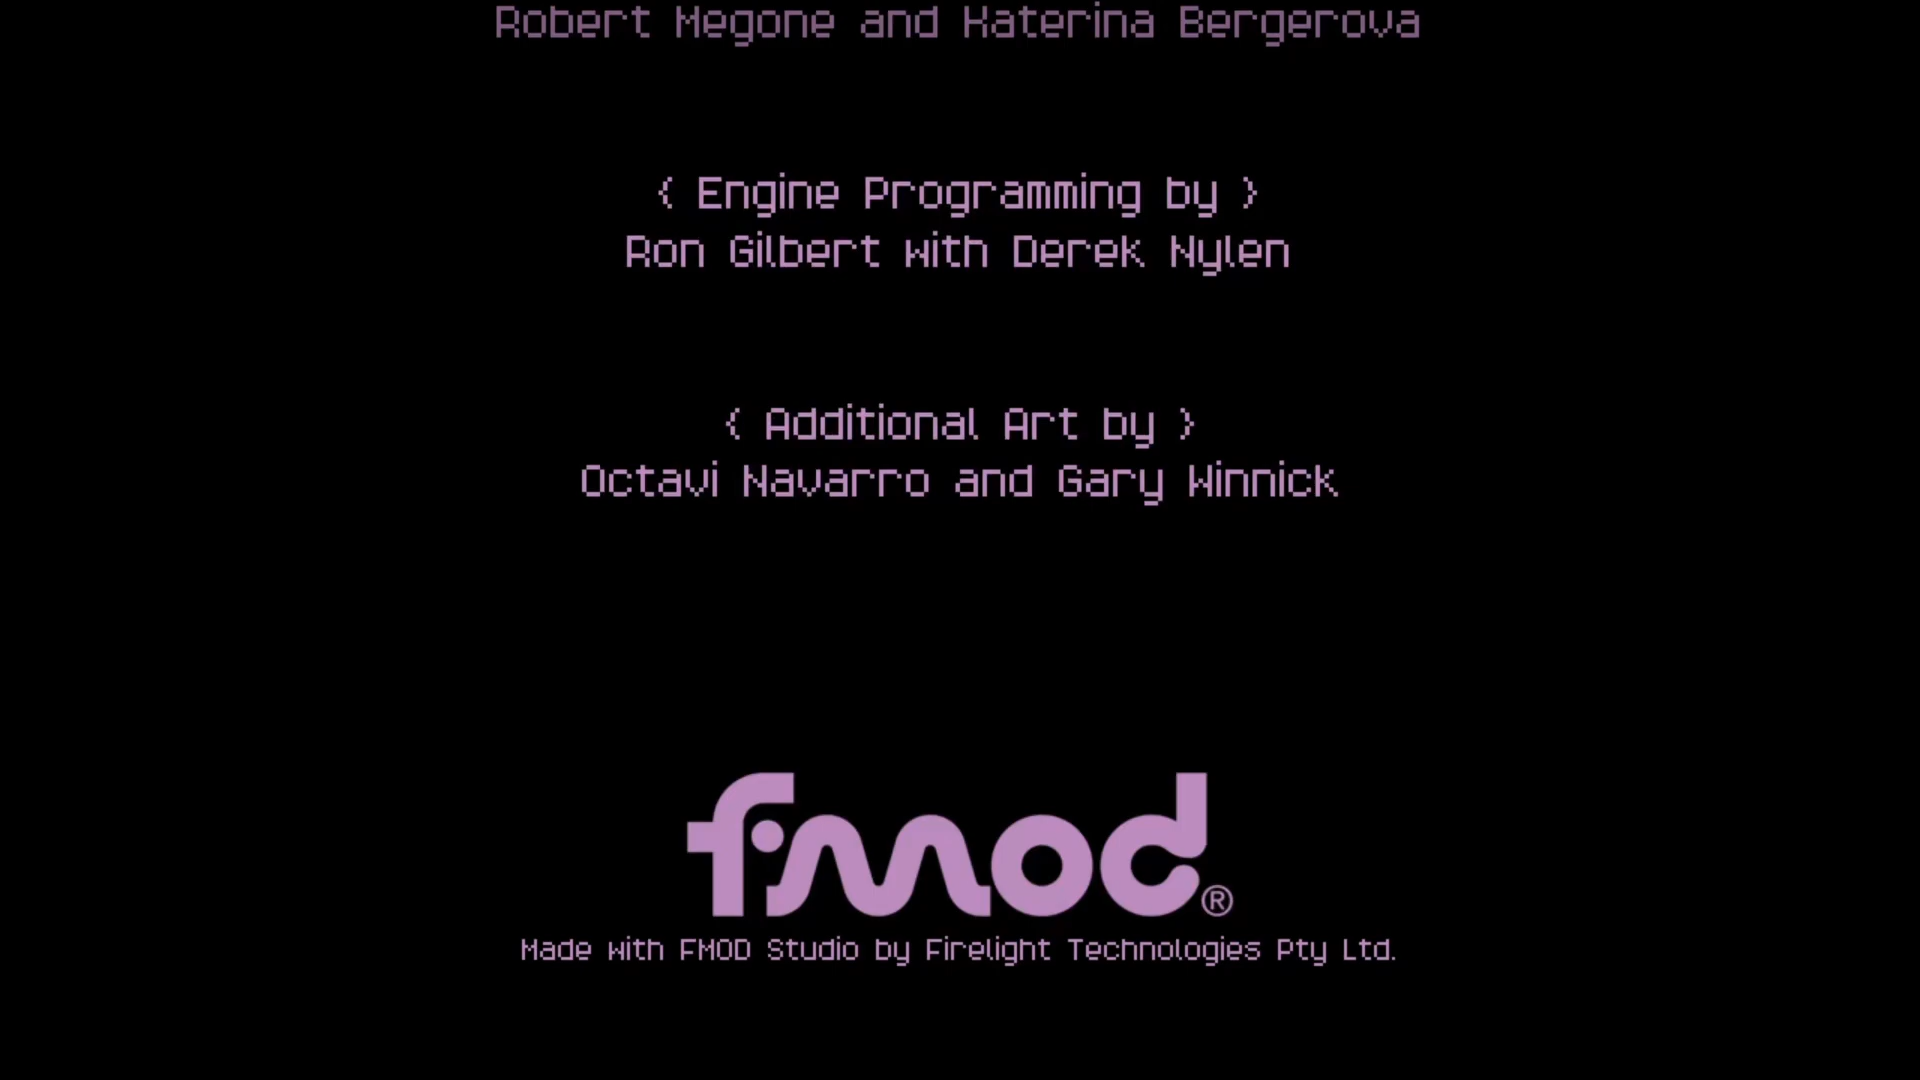 Robert Megone and Katerina Bergerova
{ Engine Programming by }
Ron Gilbert with Derek Nylen
{ Additional Art by }
Octavi Navarro and Gary Winnick
fmod®
Made with FMOD Studio by Firelight Technologies Pty Ltd.